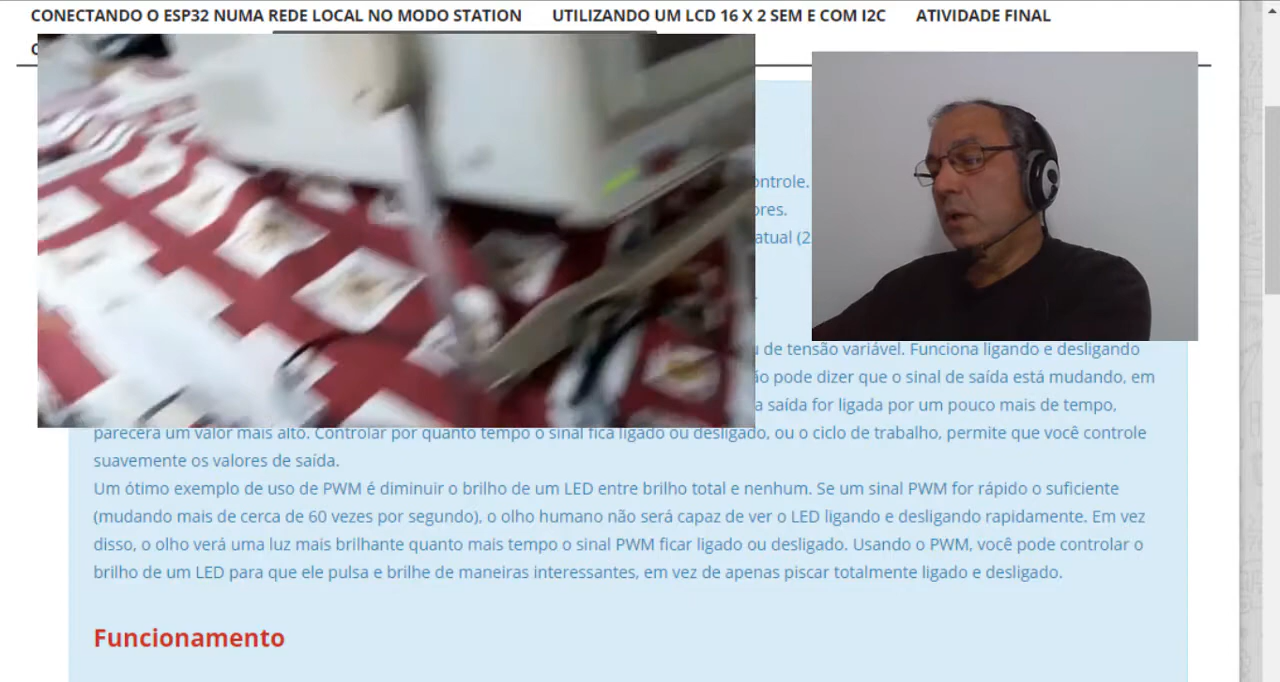 CONECTANDO O ESP32 NUMA REDE LOCAL NO MODO STATION UTILIZANDO UM LCD 16 X 2 SEM E COM I2C ATIVIDADE FINAL
ontrole.
ores.
atual (2
de tensão variável. Funciona ligando e desligando
ão pode dizer que o sinal de saída está mudando, em
a saída for ligada por um pouco mais de tempo,
parecerá um valor mais alto. Controlar por quanto tempo o sinal fica ligado ou desligado, ou o ciclo de trabalho, permite que você controle
suavemente os valores de saída.
Um ótimo exemplo de uso de PWM é diminuir o brilho de um LED entre brilho total e nenhum. Se um sinal PWM for rápido o suficiente
(mudando mais de cerca de 60 vezes por segundo), o olho humano não será capaz de ver o LED ligando e desligando rapidamente. Em vez
disso, o olho verá uma luz mais brilhante quanto mais tempo o sinal PWM ficar ligado ou desligado. Usando o PWM, você pode controlar o
brilho de um LED para que ele pulsa e brilhe de maneiras interessantes, em vez de apenas piscar totalmente ligado e desligado.
Funcionamento